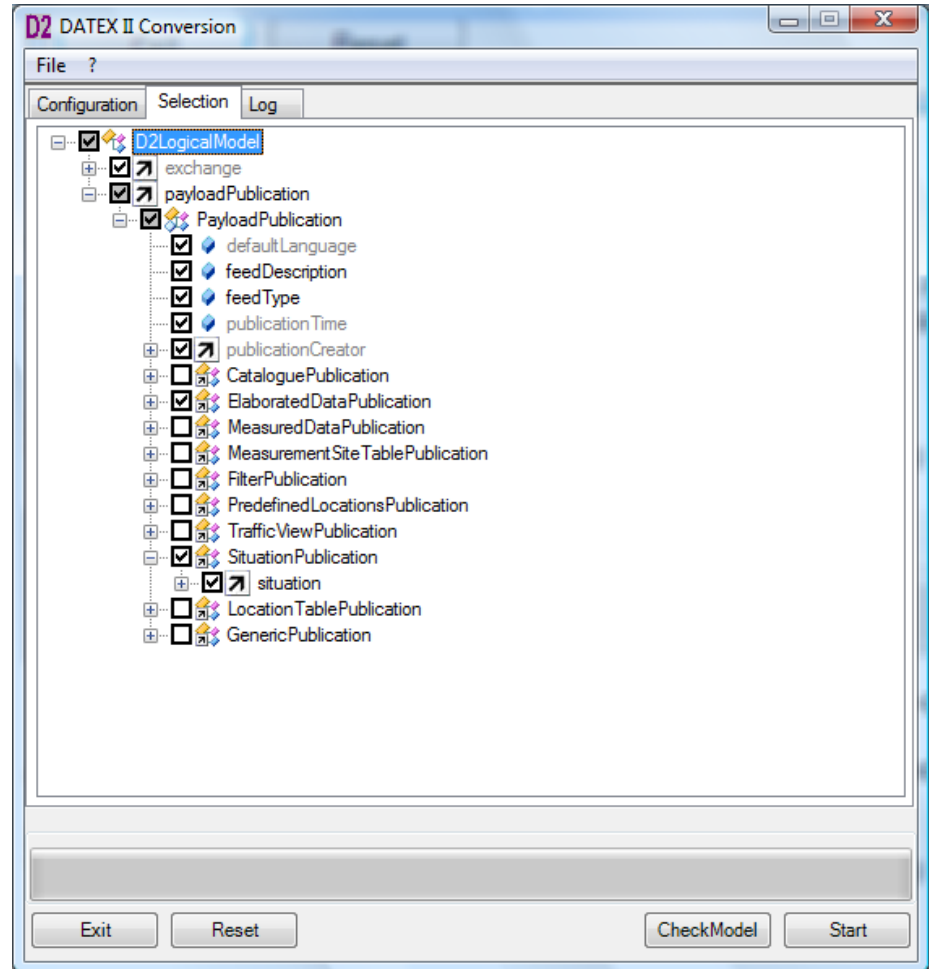 D2 DATEX II Conversion
File ?
Configuration Selection Log
D2LogicalModel
exchange
payloadPublication
PayloadPublication
defaultLanguage
feedDescription
feedType
publicationTime
publicationCreator
CataloguePublication
ElaboratedDataPublication
MeasuredDataPublication
MeasurementSiteTablePublication
FilterPublication
PredefinedLocationsPublication
TrafficViewPublication
SituationPublication
situation
LocationTablePublication
GenericPublication
Exit Reset CheckModel Start